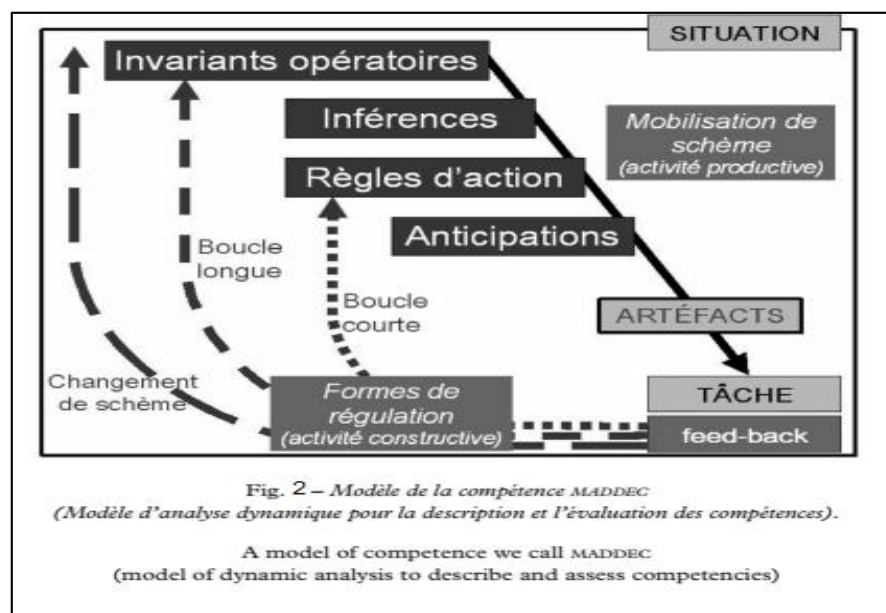 SITUATION
Invariants opératoires
Inférences
Mobilisation de
schème
(activité productive)
Règles d'action
Anticipations
Boucle
longue
Boucle
courte
ARTÉFACTS
Changement
de schème
Formes de
régulation
(activité constructive)
TÂCHE
feed-back
Fig. 2 – Modèle de la compétence MADDEC
(Modèle d'analyse dynamique pour la description et l'évaluation des compétences).
A model of competence we call MADDEC
(model of dynamic analysis to describe and assess competencies)